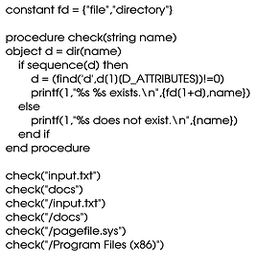 constant fd = {"file","directory"}
procedure check(string name)
object d = dir(name)
if sequence(d) then
d = (find('d',d[1][D_ATTRIBUTES])!=0)
printf(1,"%s %s exists.\n",{fd[1+d],name})
else
printf(1,"%s does not exist.\n",{name})
end if
end procedure
check("input.txt")
check("docs")
check("/input.txt")
check("/docs")
check("/pagefile.sys")
check("/Program Files (x86)")